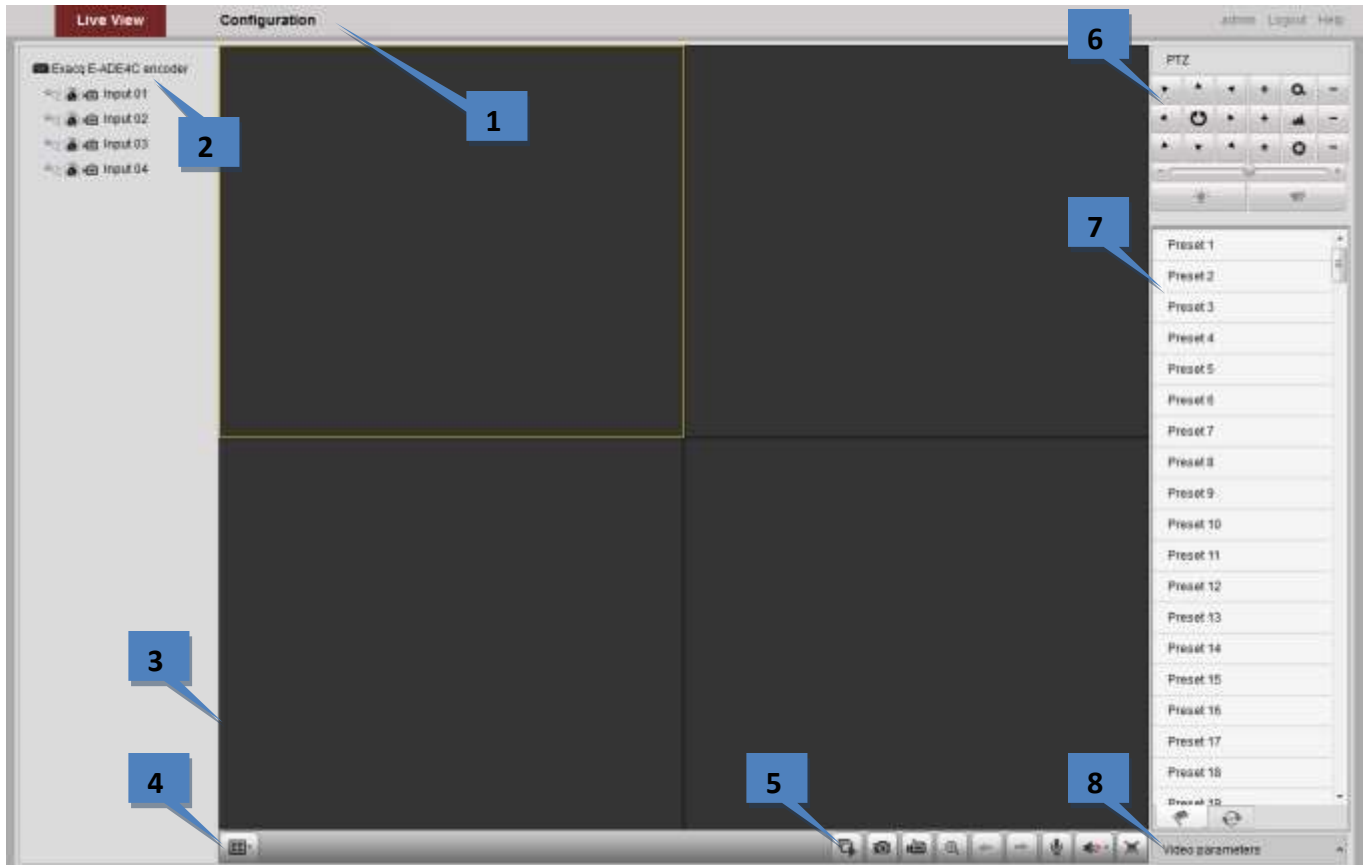 Live View
Configuration
admin Logout Help
Exacq E-ADE4C encoder
Input 01
Input 02
Input 03
Input 04
1
2
3
4
5
6
PTZ
7
Preset 1
Preset 2
Preset 3
Preset 4
Preset 5
Preset 6
Preset 7
Preset 8
Preset 9
Preset 10
Preset 11
Preset 12
Preset 13
Preset 14
Preset 15
Preset 16
Preset 17
Preset 18
Preset 19
8
Video parameters